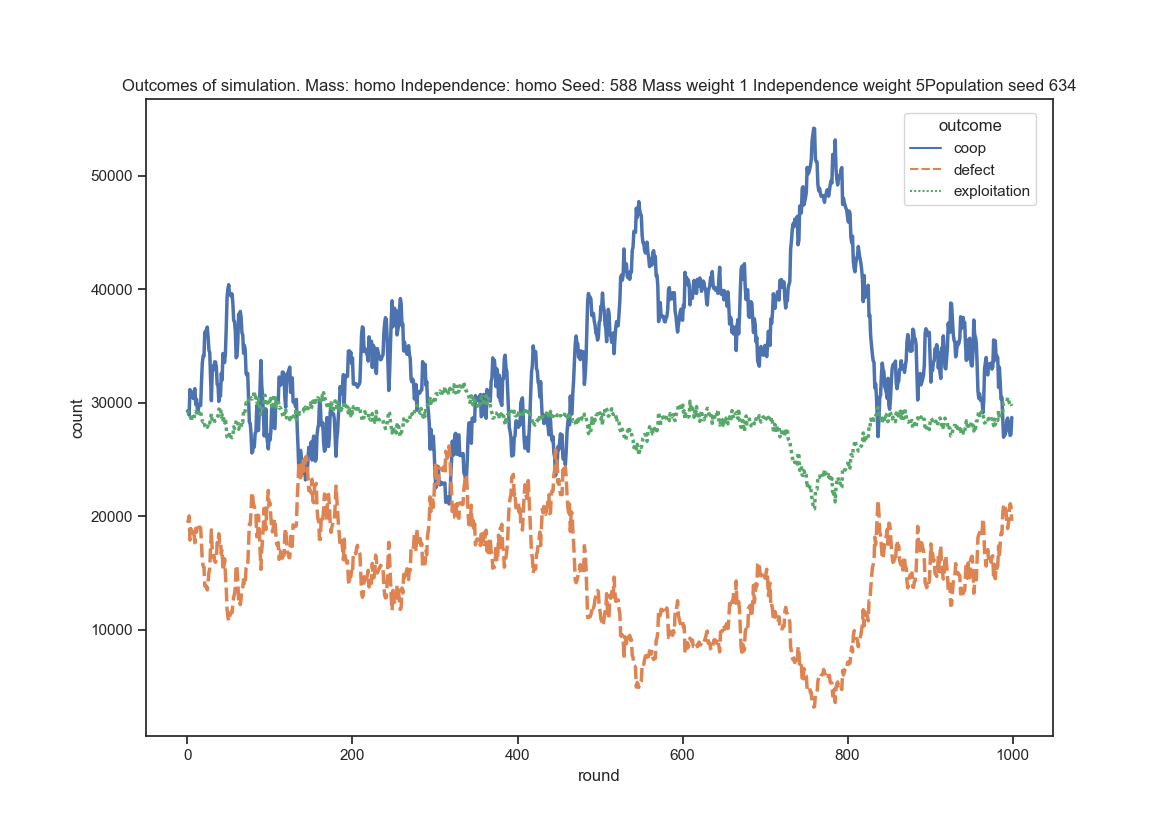 Outcomes of simulation. Mass: homo Independence: homo Seed: 588 Mass weight 1 Independence weight 5Population seed 634
outcome
coop
defect
exploitation
50000
40000
30000
20000
10000
count
0 200 400 600 800 1000
round